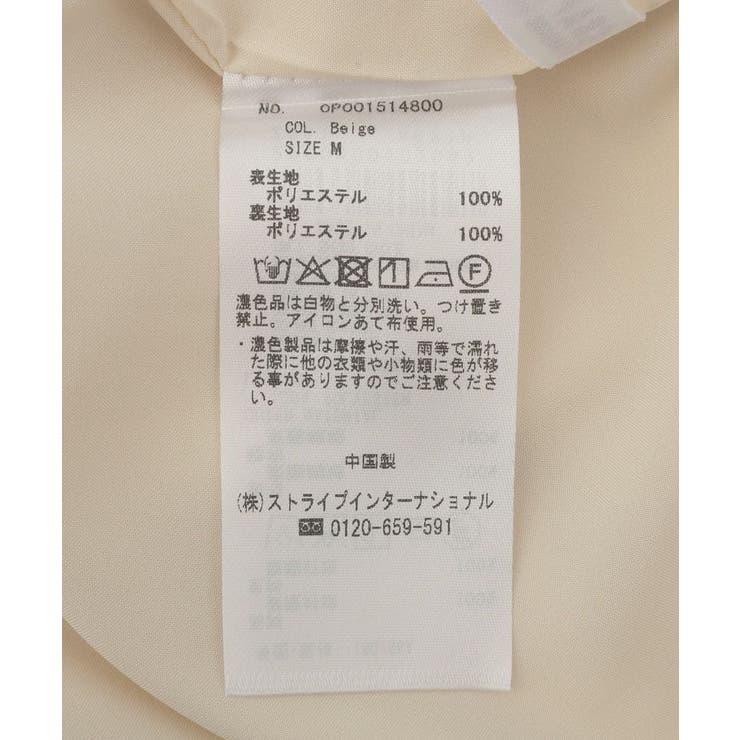 NO. OP001514800
COL. Beige
SIZE M
表生地
ポリエステル 100%
裏生地
ポリエステル 100%
F
濃色品は白物と分別洗い。つけ置き
禁止。アイロンあて布使用。
・濃色製品は摩擦や汗、雨等で濡れ
た際に他の衣類や小物類に色が移
る事がありますのでご注意くださ
い。
中国製
(株)ストライプインターナショナル
0120-659-591